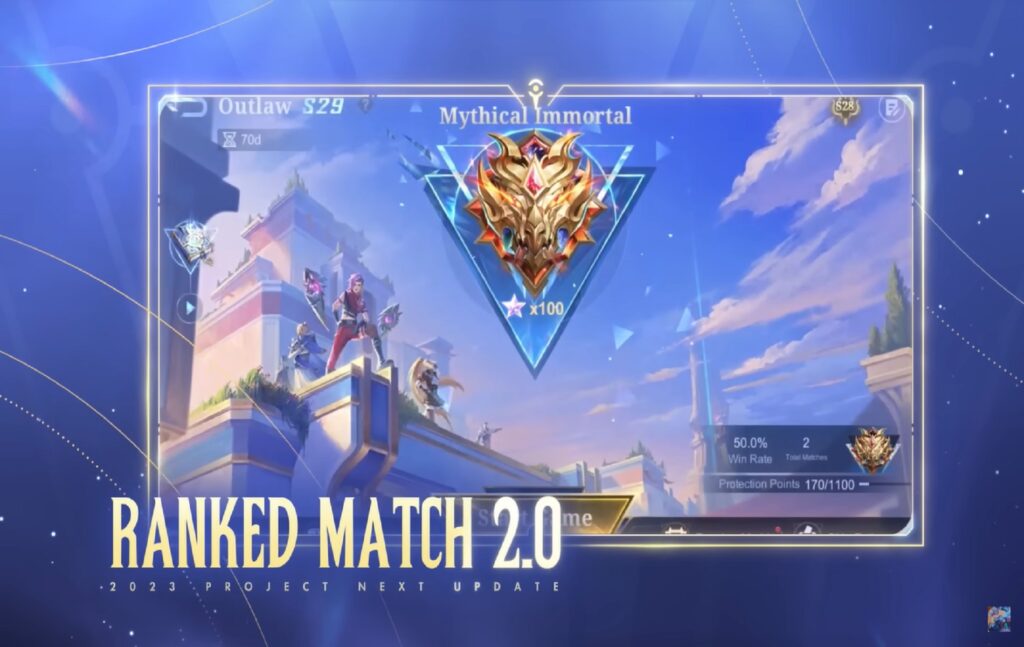 Outlaw S29
S28
70d
Mythical Immortal
x100
50.0%
2
Win Rate
Total Matches
Protection Points 170/1100
Game
RANKED MATCH 2.0
2023 PROJECT NEXT UPDATE